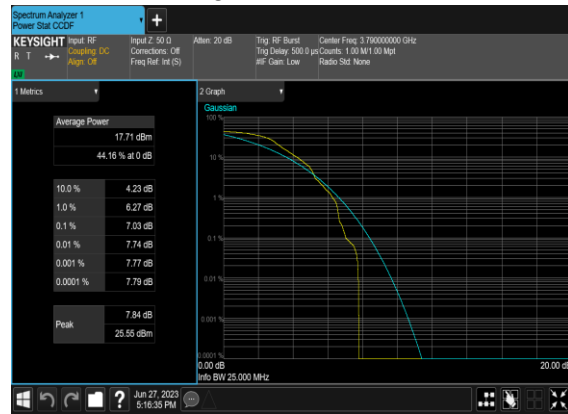 Spectrum Analyzer 1
Power Stat CCDF
+
KEYSIGHT
R T
LXI
Input: RF
Coupling: DC
Align: Off
Input Z: 50 Ω
Corrections: Off
Freq Ref: Int (S)
Atten: 20 dB
Trig: RF Burst
Trig Delay: 500.0 µs
#IF Gain: Low
Center Freq: 3.790000000 GHz
Counts: 1.00 M/1.00 Mpt
Radio Std: None
1 Metrics
Average Power
17.71 dBm
44.16 % at 0 dB
10.0 % 4.23 dB
1.0 % 6.27 dB
0.1 % 7.03 dB
0.01 % 7.74 dB
0.001 % 7.77 dB
0.0001 % 7.79 dB
Peak
7.84 dB
25.55 dBm
2 Graph
Gaussian
100 %
10 %
1 %
0.1 %
0.01 %
0.001 %
0.0001 %
0.00 dB
20.00 dB
Info BW 25.000 MHz
?
Jun 27, 2023
5:16:35 PM